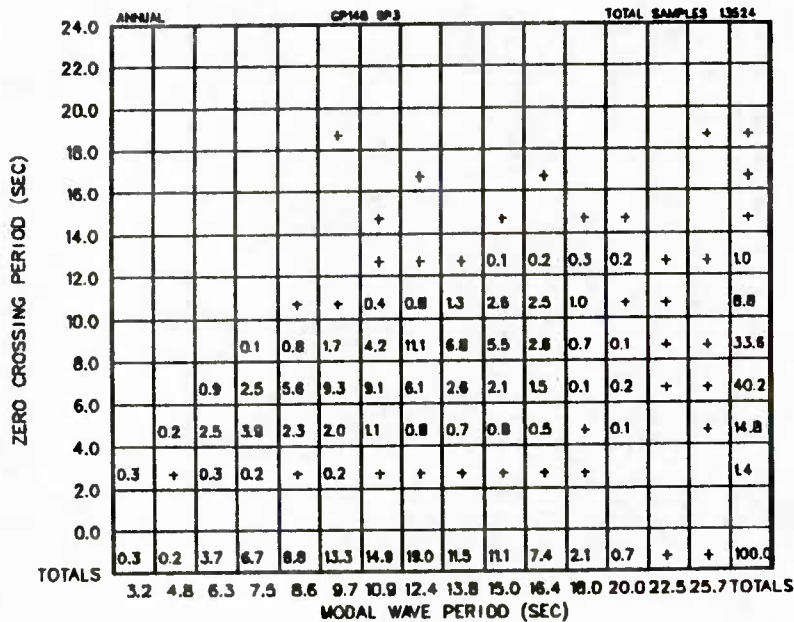 ANNUAL GP146 SP3 TOTAL SAMPLES 13524
24.0
22.0
20.0
18.0 + + +
16.0 + + +
14.0 + + + + +
12.0 + + + 0.1 0.2 0.3 0.2 + + 1.0
10.0 + + 0.4 0.8 1.3 2.6 2.5 1.0 + + 8.8
8.0 0.1 0.8 1.7 4.2 11.1 6.8 5.5 2.6 0.7 0.1 + + 33.6
6.0 0.9 2.5 5.6 9.3 9.1 6.1 2.6 2.1 1.5 0.1 0.2 + + 40.2
4.0 0.2 2.5 3.9 2.3 2.0 1.1 0.8 0.7 0.8 0.5 + 0.1 + 14.8
2.0 0.3 + 0.3 0.2 + 0.2 + + + + + + 1.4
0.0
TOTALS 0.3 0.2 3.7 6.7 8.8 13.3 14.9 19.0 11.5 11.1 7.4 2.1 0.7 + + 100.0
3.2 4.8 6.3 7.5 8.6 9.7 10.9 12.4 13.8 15.0 16.4 18.0 20.0 22.5 25.7 TOTALS
MODAL WAVE PERIOD (SEC)
ZERO CROSSING PERIOD (SEC)